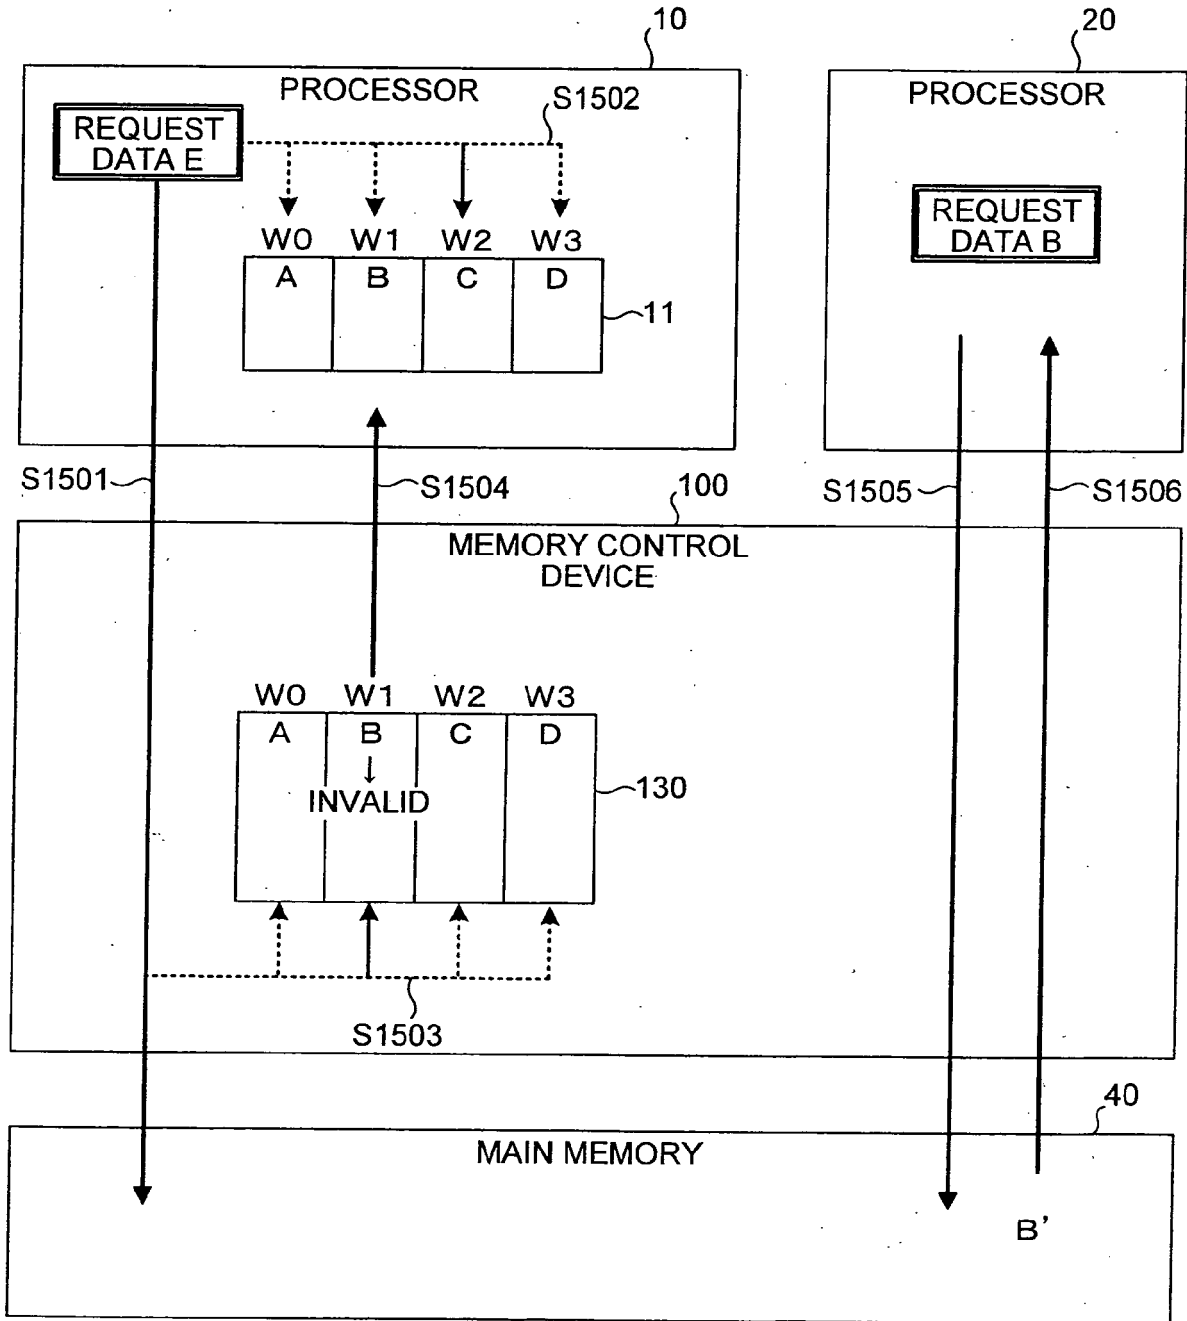 10
20
PROCESSOR
REQUEST
DATA E
S1502
W0 W1 W2 W3
A B C D
11
PROCESSOR
REQUEST
DATA B
S1501
S1504
100
S1505
S1506
MEMORY CONTROL
DEVICE
W0 W1 W2 W3
A B C D
INVALID
130
S1503
40
MAIN MEMORY
B'